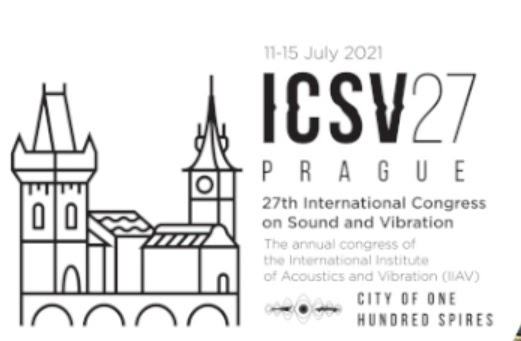 11-15 July 2021
ICSV27
PRAGUE
27th International Congress
on Sound and Vibration
The annual congress of
the International Institute
of Acoustics and Vibration (IIAV)
CITY OF ONE
HUNDRED SPIRES